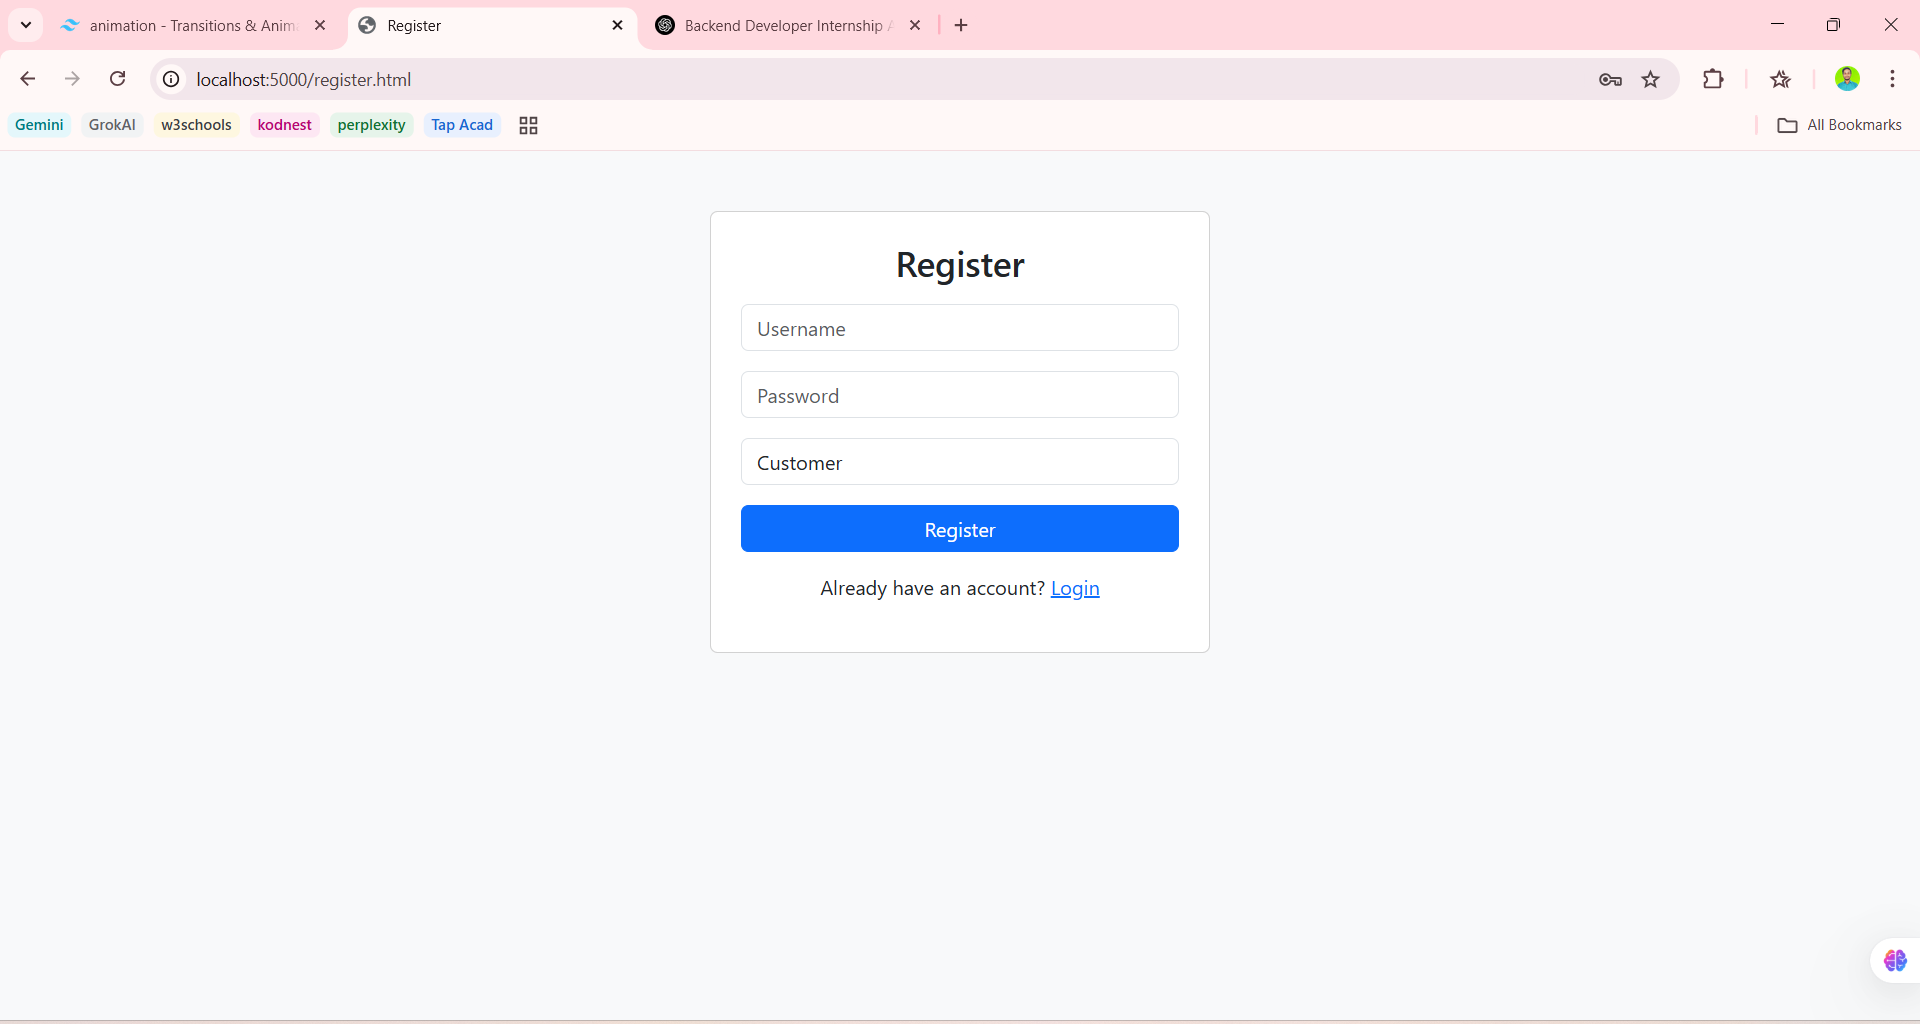 animation - Transitions & Anim
Register
Backend Developer Internship A
localhost:5000/register.html
Gemini
GrokAI
w3schools
kodnest
perplexity
Tap Acad
All Bookmarks
Register
Username
Password
Customer
Register
Already have an account? Login